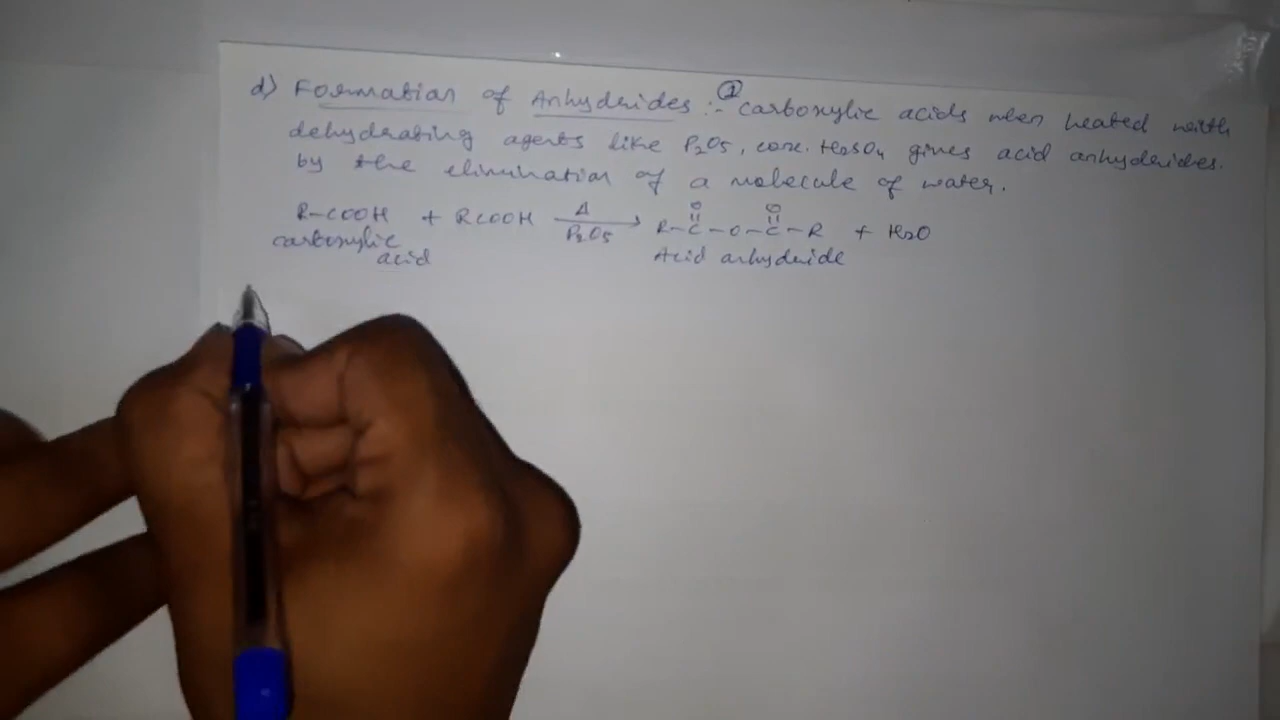 d) Formation of Anhydrides :- ① Carboxylic acids when heated with
dehydrating agents like P2O5, conc. H2SO4 gives acid anhydrides.
by the elimination of a molecule of water.
R-COOH + RCOOH Δ P2O5 → R-C(=O)-O-C(=O)-R + H2O
carboxylic acid Acid anhydride